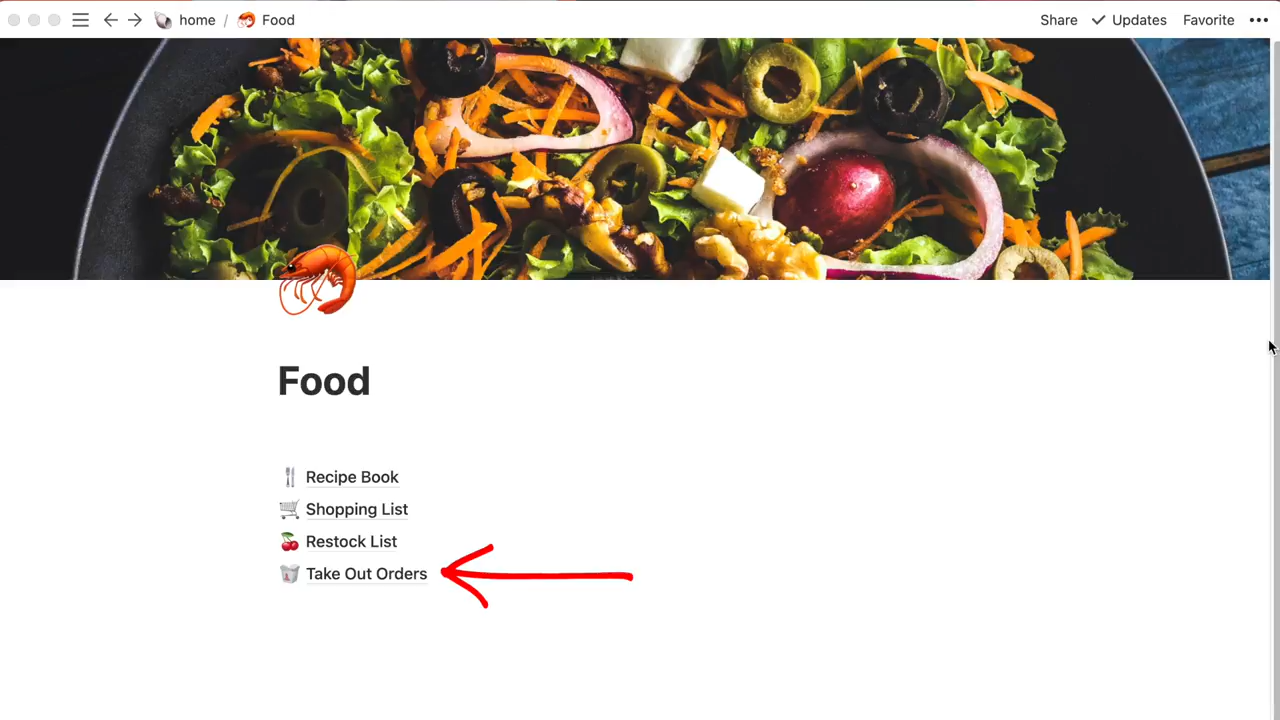 home / Food Share Updates Favorite
Food
Recipe Book
Shopping List
Restock List
Take Out Orders